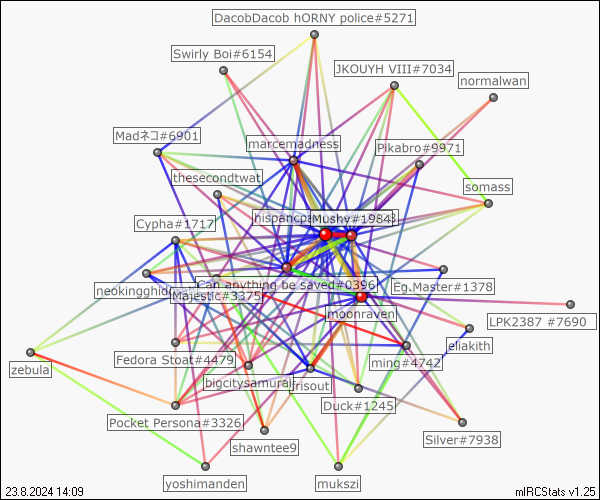 DacobDacob hORNY police#5271
Swirly Boi#6154
JKOUYH VIII#7034
normalwan
Madネコ#6901
marcemadness
Pikabro#9971
thesecondtwat
somass
Mushy#1984
Cypha#1717
Can anything be saved#0396
Eg.Master#1378
Majestic#3375
moonraven
LPK2387 #7690
eliakith
Fedora Stoat#4479
ming#4742
zebula
bigcitysamurai
frisout
Duck#1245
Pocket Persona#3326
Silver#7938
shawntee9
yoshimanden
mukszi
23.8.2024 14:09
mIRCStats v1.25